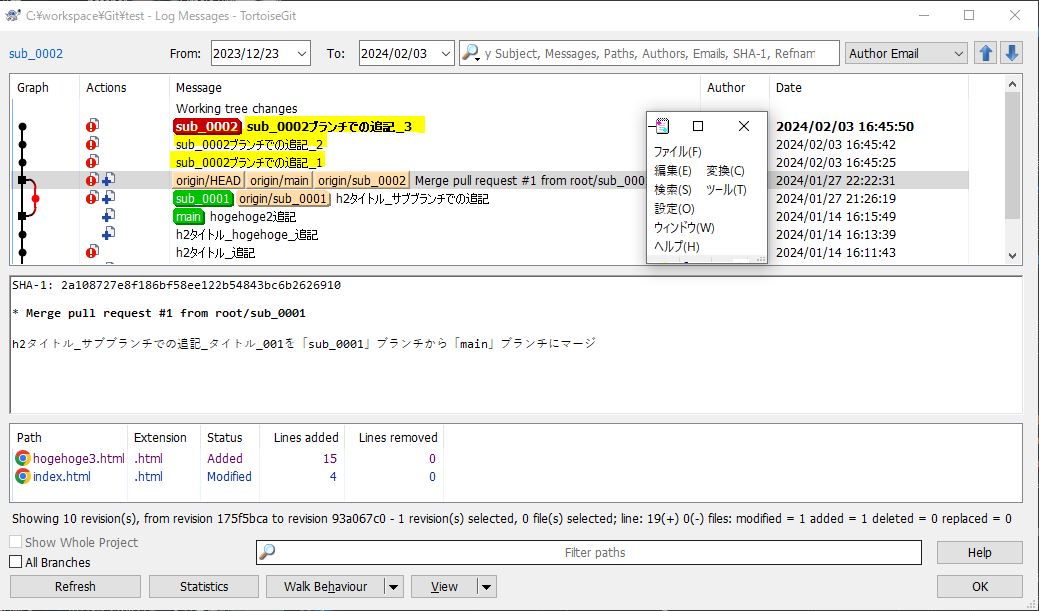 C:¥workspace¥Git¥test - Log Messages - TortoiseGit
sub_0002 From: 2023/12/23 To: 2024/02/03 y Subject, Messages, Paths, Authors, Emails, SHA-1, Refnam Author Email
Graph Actions Message Author Date
Working tree changes
sub_0002 sub_0002ブランチでの追記_3 2024/02/03 16:45:50
sub_0002ブランチでの追記_2 2024/02/03 16:45:42
sub_0002ブランチでの追記_1 2024/02/03 16:45:25
origin/HEAD origin/main origin/sub_0002 Merge pull request #1 from root/sub_000 2024/01/27 22:22:31
sub_0001 origin/sub_0001 h2タイトル_サブブランチでの追記 2024/01/27 21:26:19
main hogehoge2追記 2024/01/14 16:15:49
h2タイトル_hogehoge_追記 2024/01/14 16:13:39
h2タイトル_追記 2024/01/14 16:11:43
ファイル(F)
編集(E) 変換(C)
検索(S) ツール(T)
設定(O)
ウィンドウ(W)
ヘルプ(H)
SHA-1: 2a108727e8f186bf58ee122b54843bc6b2626910
* Merge pull request #1 from root/sub_0001
h2タイトル_サブブランチでの追記_タイトル_001を「sub_0001」ブランチから「main」ブランチにマージ
Path Extension Status Lines added Lines removed
hogehoge3.html .html Added 15 0
index.html .html Modified 4 0
Showing 10 revision(s), from revision 175f5bca to revision 93a067c0 - 1 revision(s) selected, 0 file(s) selected; line: 19(+) 0(-) files: modified = 1 added = 1 deleted = 0 replaced = 0
Show Whole Project
All Branches
Filter paths
Help
Refresh Statistics Walk Behaviour View OK